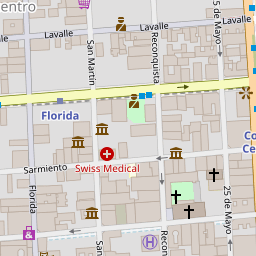 entro
Lavalle
Lavalle
25 de Mayo
San Martín
Reconquista
Florida
Co
Ce
Sarmiento
Swiss Medical
Florida
San
Recon
25 de Mayo
H